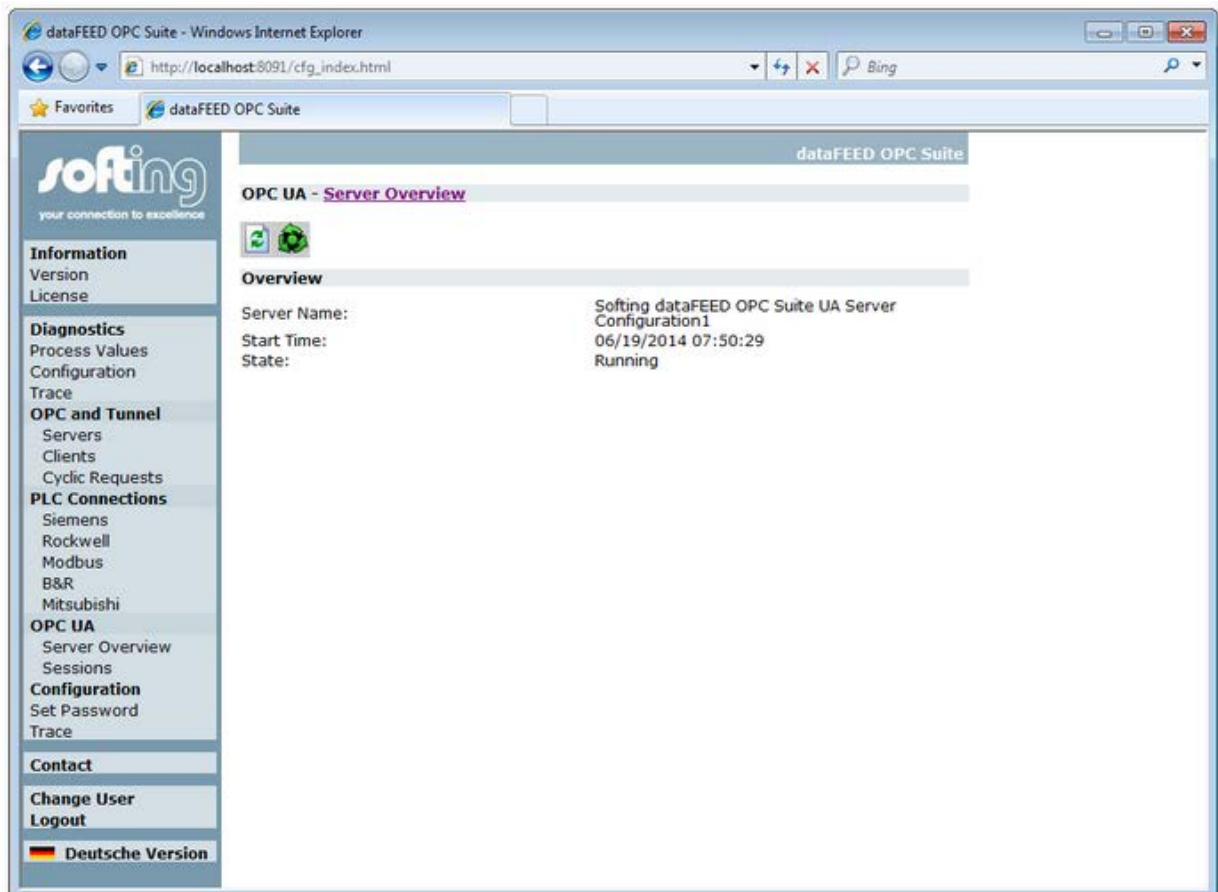 dataFEED OPC Suite - Windows Internet Explorer
http://localhost:8091/cfg_index.html
Bing
Favorites
dataFEED OPC Suite
softing
your connection to excellence
Information
Version
License
Diagnostics
Process Values
Configuration
Trace
OPC and Tunnel
Servers
Clients
Cyclic Requests
PLC Connections
Siemens
Rockwell
Modbus
B&R
Mitsubishi
OPC UA
Server Overview
Sessions
Configuration
Set Password
Trace
Contact
Change User
Logout
Deutsche Version
dataFEED OPC Suite
OPC UA - Server Overview
Overview
Server Name: Softing dataFEED OPC Suite UA Server
Configuration1
Start Time: 06/19/2014 07:50:29
State: Running